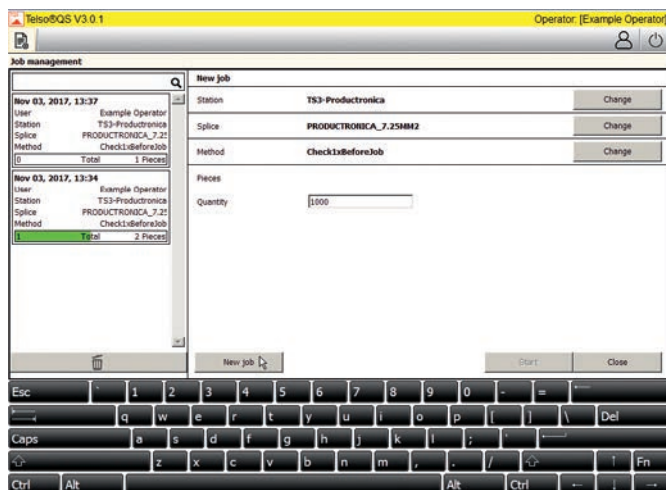 Telso®QS V3.0.1 Operator: [Example Operator]
Job management
New job
Nov 03, 2017, 13:37
User Example Operator
Station TS3-Productronica
Splice PRODUCTRONICA_7.25
Method Check1xBeforeJob
0 Total 1 Pieces
Nov 03, 2017, 13:34
User Example Operator
Station TS3-Productronica
Splice PRODUCTRONICA_7.25
Method Check1xBeforeJob
1 Total 2 Pieces
Station TS3-Productronica Change
Splice PRODUCTRONICA_7.25MM2 Change
Method Check1xBeforeJob Change
Pieces
Quantity 1000
New job Start Close
Esc ` 1 2 3 4 5 6 7 8 9 0 - =
q w e r t y u i o p [ ] \ Del
Caps a s d f g h j k l ; '
z x c v b n m , . / Fn
Ctrl Alt Alt Ctrl